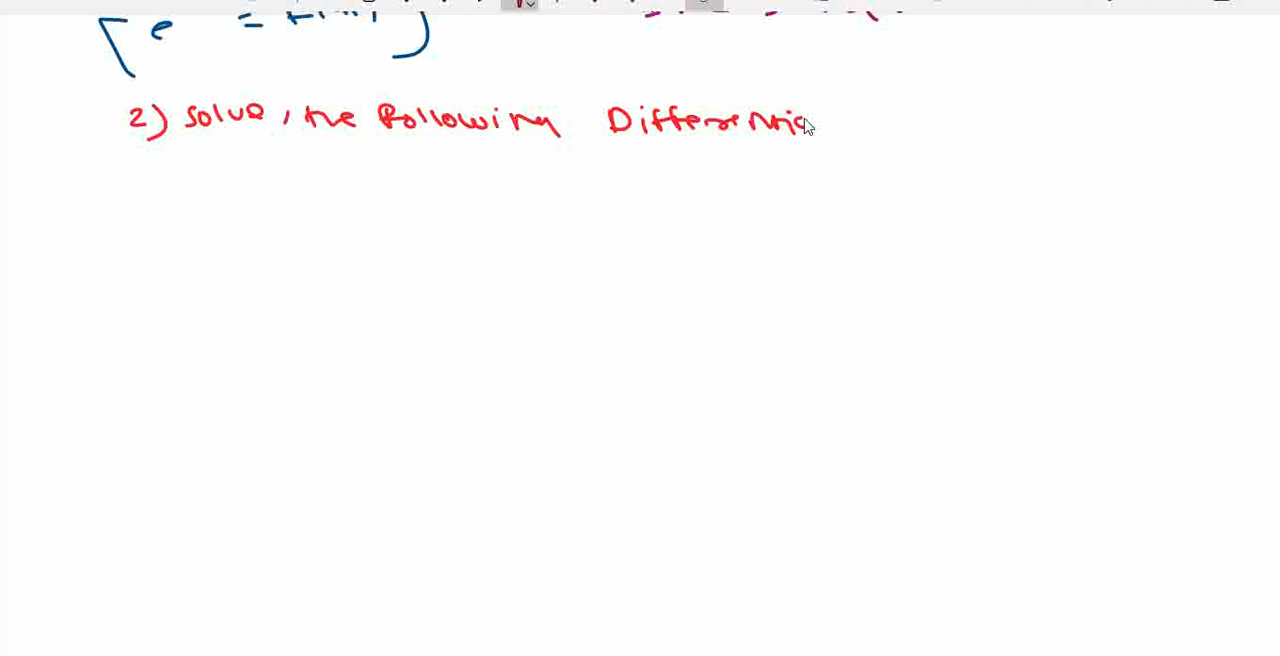 2) solve, the following Differentia